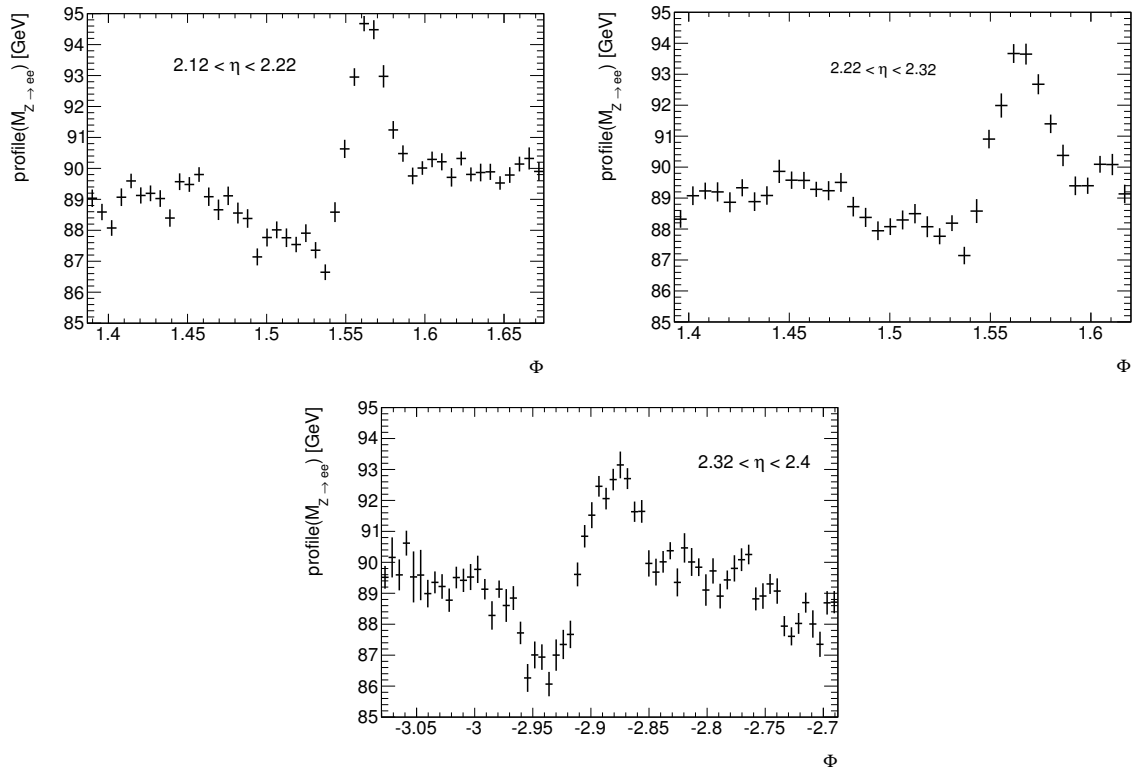 profile(M Z → ee) [GeV]
95
94
93
92
91
90
89
88
87
86
85
2.12 < η < 2.22
1.4 1.45 1.5 1.55 1.6 1.65
Φ
profile(M Z → ee) [GeV]
95
94
93
92
91
90
89
88
87
86
85
2.22 < η < 2.32
1.4 1.45 1.5 1.55 1.6
Φ
profile(M Z → ee) [GeV]
95
94
93
92
91
90
89
88
87
86
85
2.32 < η < 2.4
-3.05 -3 -2.95 -2.9 -2.85 -2.8 -2.75 -2.7
Φ